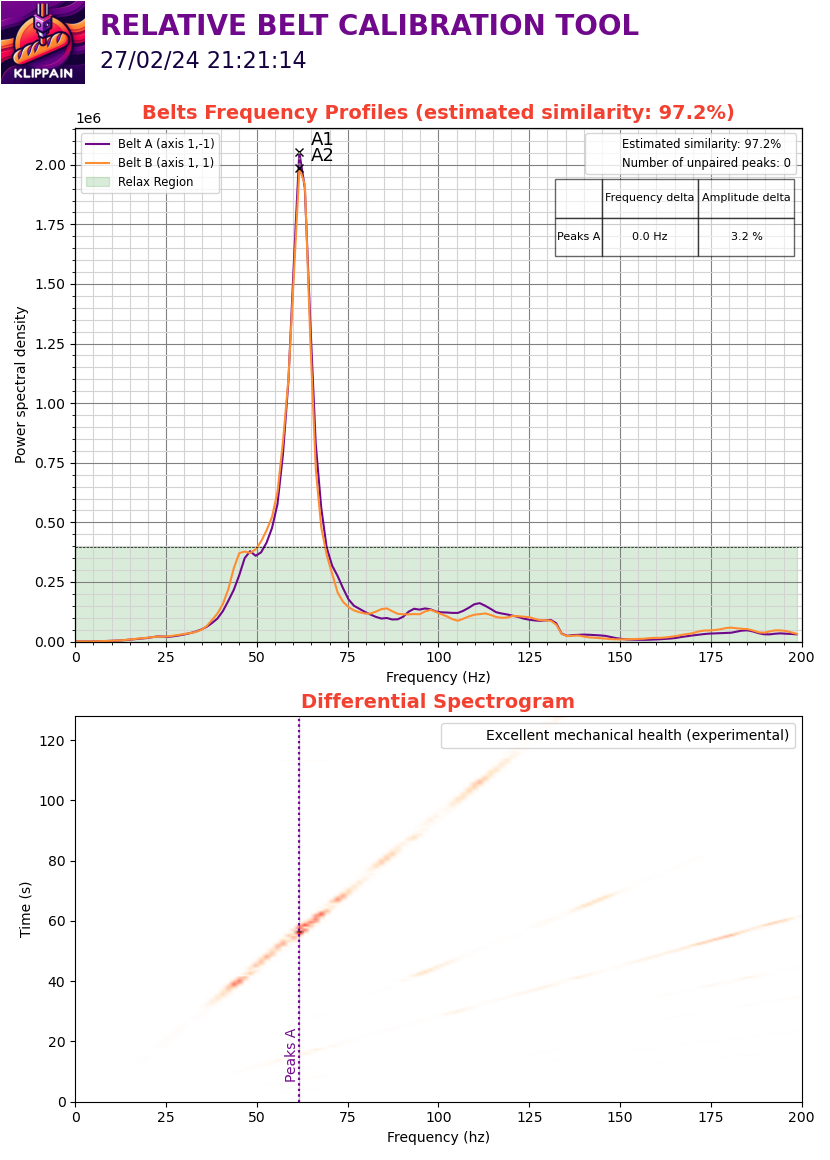 KLIPPAIN
RELATIVE BELT CALIBRATION TOOL
27/02/24 21:21:14
Belts Frequency Profiles (estimated similarity: 97.2%)
1e6
Belt A (axis 1,-1)
Belt B (axis 1, 1)
Relax Region
A1
A2
Estimated similarity: 97.2%
Number of unpaired peaks: 0
Frequency delta Amplitude delta
Peaks A 0.0 Hz 3.2 %
Power spectral density
2.00
1.75
1.50
1.25
1.00
0.75
0.50
0.25
0.00
0 25 50 75 100 125 150 175 200
Frequency (Hz)
Differential Spectrogram
Excellent mechanical health (experimental)
Time (s)
120
100
80
60
40
20
0
Peaks A
0 25 50 75 100 125 150 175 200
Frequency (hz)